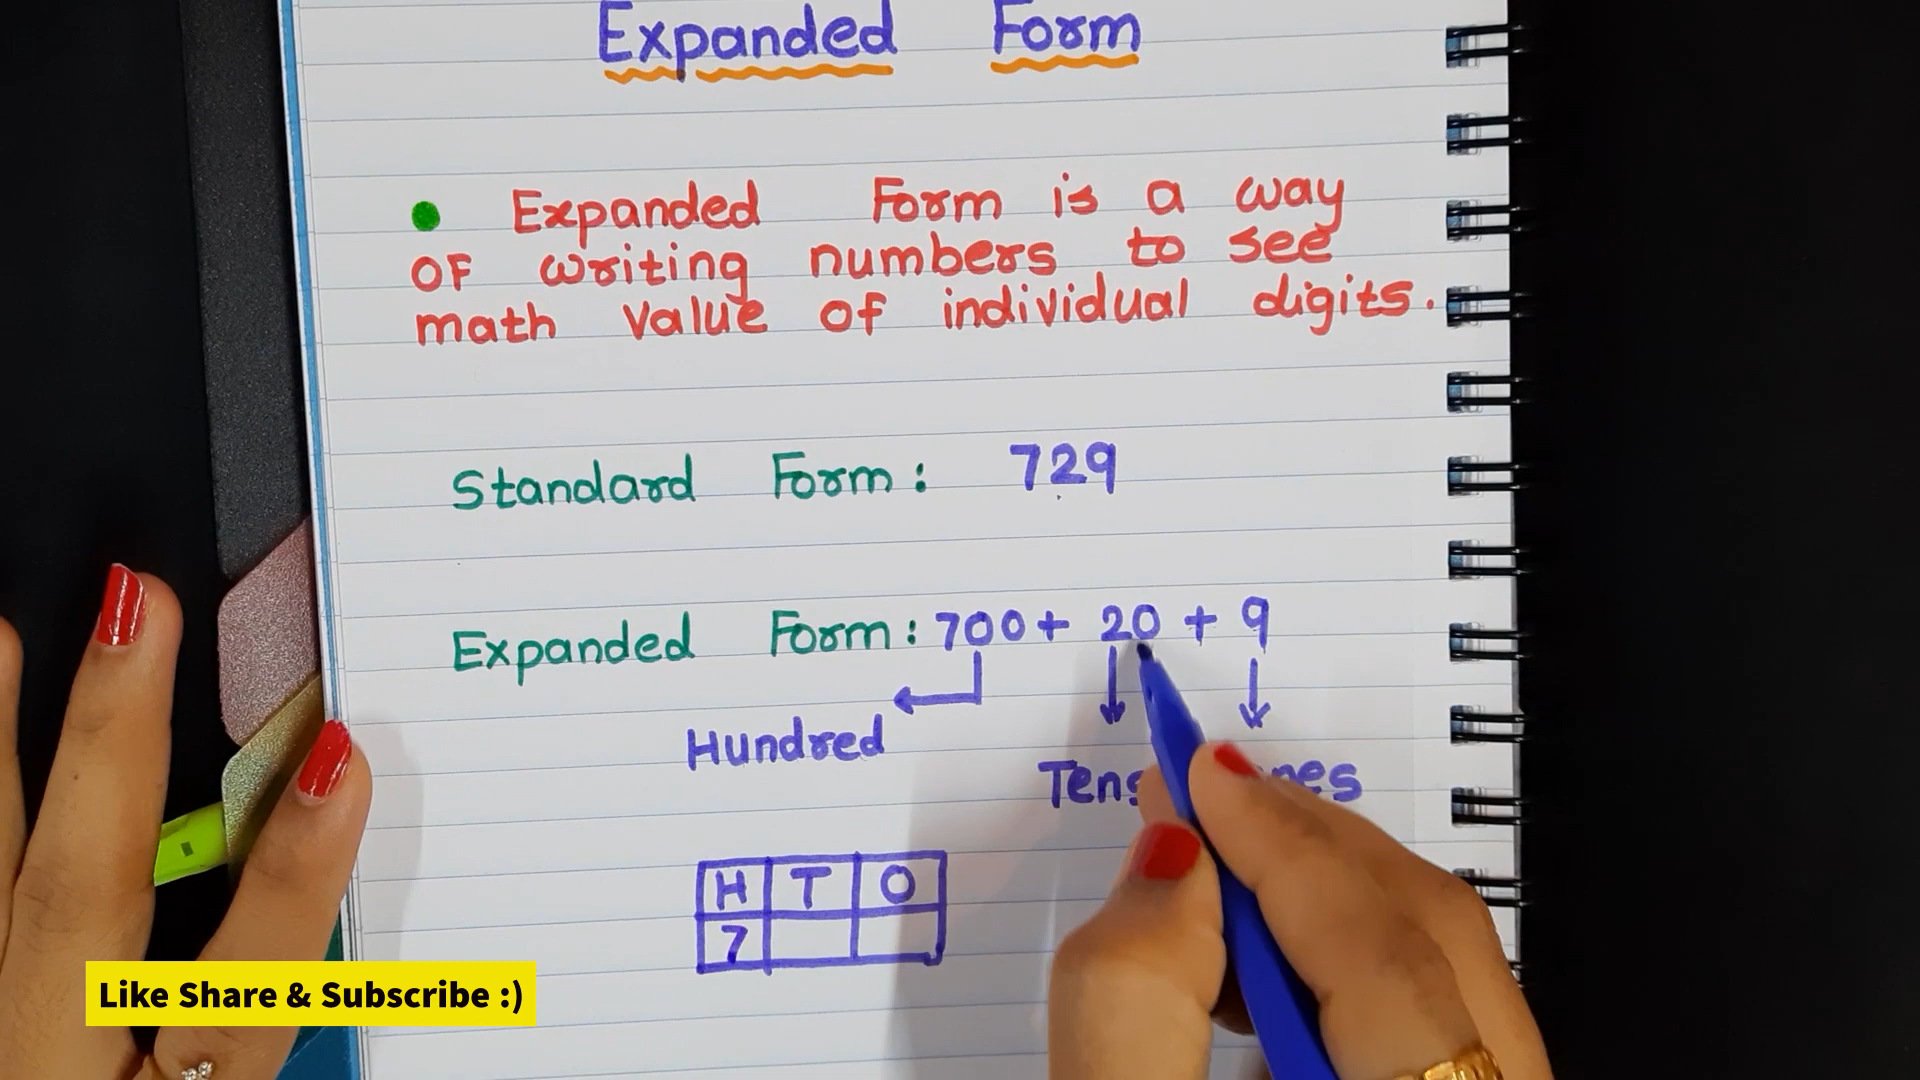 Expanded Form
Expanded Form is a way
OF writing numbers to see
math Value of individual digits.
Standard Form: 729
Expanded Form: 700 + 20 + 9
Hundred
H T O
7
Like Share & Subscribe :)